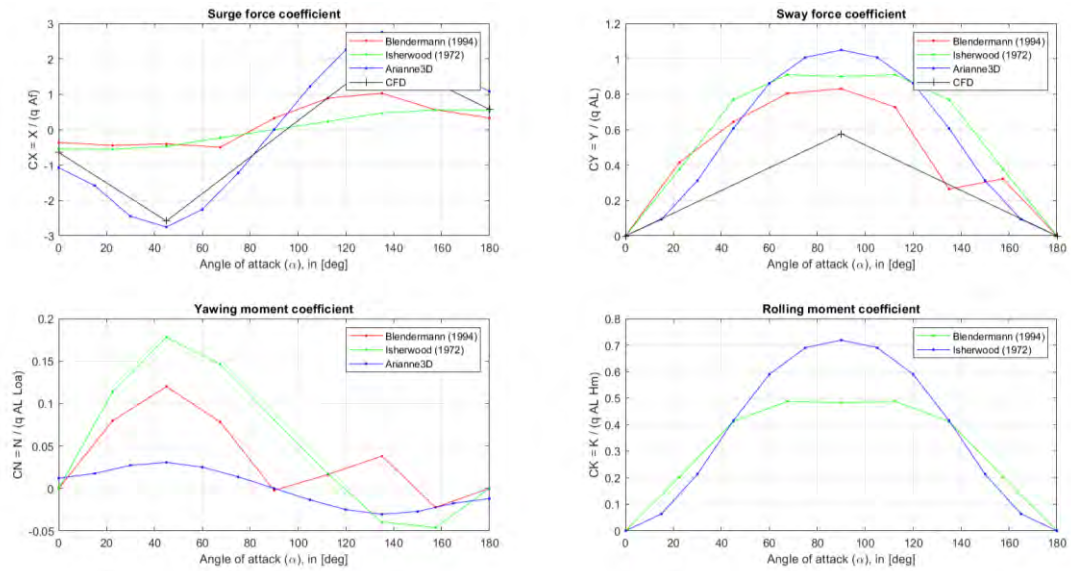 Surge force coefficient
CX = X / (q Af)
3
2
1
0
-1
-2
-3
0
20
40
60
80
100
120
140
160
180
Angle of attack (α), in [deg]
Blendermann (1994)
Isherwood (1972)
Arianne3D
CFD
Sway force coefficient
CY = Y / (q AL)
1.2
1
0.8
0.6
0.4
0.2
0
0
20
40
60
80
100
120
140
160
180
Angle of attack (α), in [deg]
Blendermann (1994)
Isherwood (1972)
Arianne3D
CFD
Yawing moment coefficient
CN = N / (q AL Loa)
0.2
0.15
0.1
0.05
0
-0.05
0
20
40
60
80
100
120
140
160
180
Angle of attack (α), in [deg]
Blendermann (1994)
Isherwood (1972)
Arianne3D
Rolling moment coefficient
CK = K / (q AL Hm)
0.8
0.7
0.6
0.5
0.4
0.3
0.2
0.1
0
0
20
40
60
80
100
120
140
160
180
Angle of attack (α), in [deg]
Blendermann (1994)
Isherwood (1972)